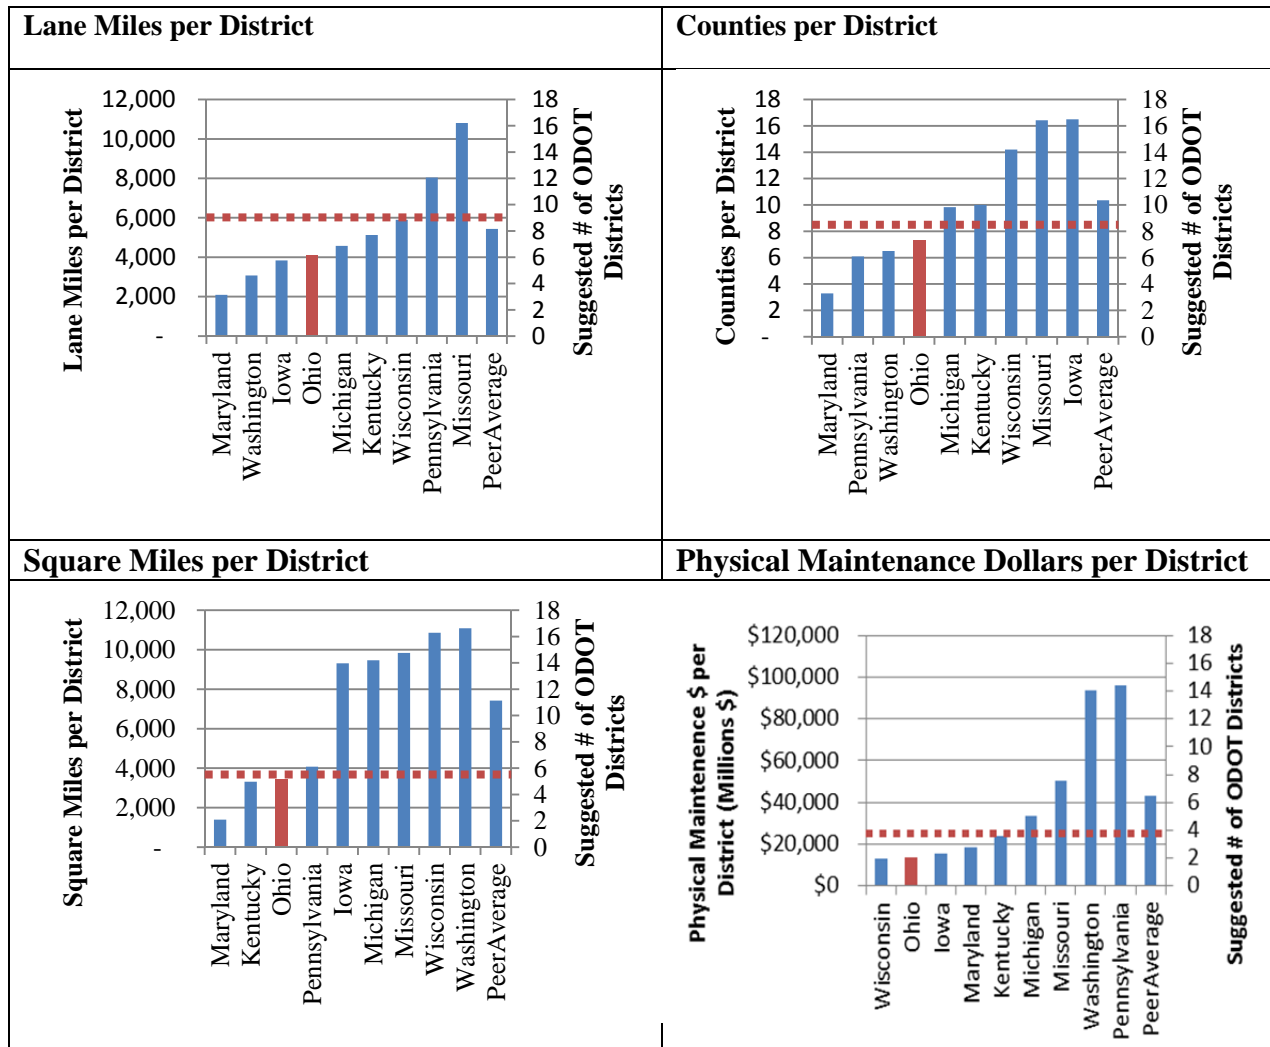 Lane Miles per District
Lane Miles per District
12,000
10,000
8,000
6,000
4,000
2,000
-
18
16
14
12
10
8
6
4
2
0
Suggested # of ODOT
Districts
Maryland
Washington
Iowa
Ohio
Michigan
Kentucky
Wisconsin
Pennsylvania
Missouri
PeerAverage
Counties per District
Counties per District
18
16
14
12
10
8
6
4
2
-
18
16
14
12
10
8
6
4
2
0
Suggested # of ODOT
Districts
Maryland
Pennsylvania
Washington
Ohio
Michigan
Kentucky
Wisconsin
Missouri
Iowa
PeerAverage
Square Miles per District
Square Miles per District
12,000
10,000
8,000
6,000
4,000
2,000
-
18
16
14
12
10
8
6
4
2
0
Suggested # of ODOT
Districts
Maryland
Kentucky
Ohio
Pennsylvania
Iowa
Michigan
Missouri
Wisconsin
Washington
PeerAverage
Physical Maintenance Dollars per District
Physical Maintenence $ per
District (Millions $)
$120,000
$100,000
$80,000
$60,000
$40,000
$20,000
$0
18
16
14
12
10
8
6
4
2
0
Suggested # of ODOT Districts
Wisconsin
Ohio
Iowa
Maryland
Kentucky
Michigan
Missouri
Washington
Pennsylvania
PeerAverage